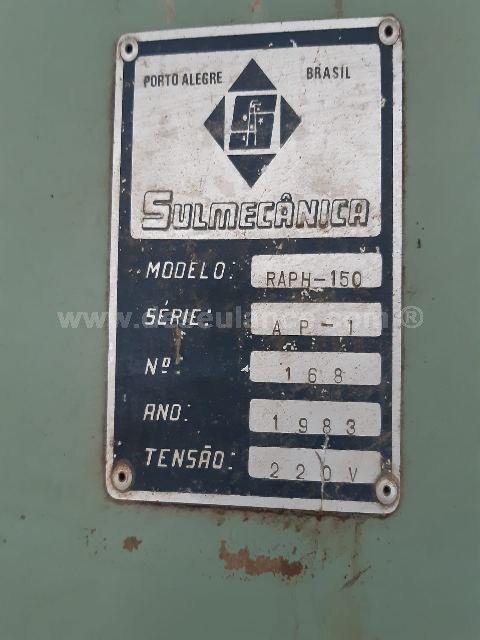 PORTO ALEGRE BRASIL
SULMECÂNICA
MODELO: RAPH-150
SÉRIE: AP-1
Nº: 168
ANO: 1983
TENSÃO: 220V